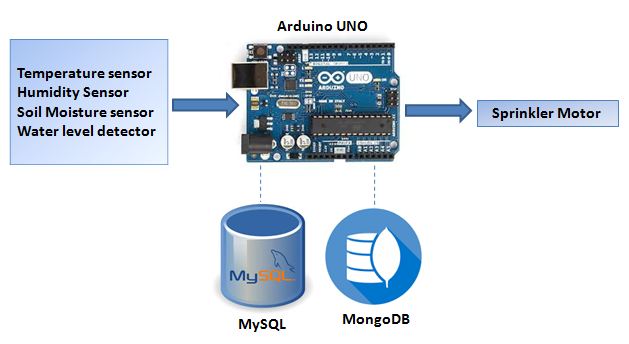 Arduino UNO
Temperature sensor
Humidity Sensor
Soil Moisture sensor
Water level detector
UNO
ARDUINO
Sprinkler Motor
MySQL
MySQL
MongoDB